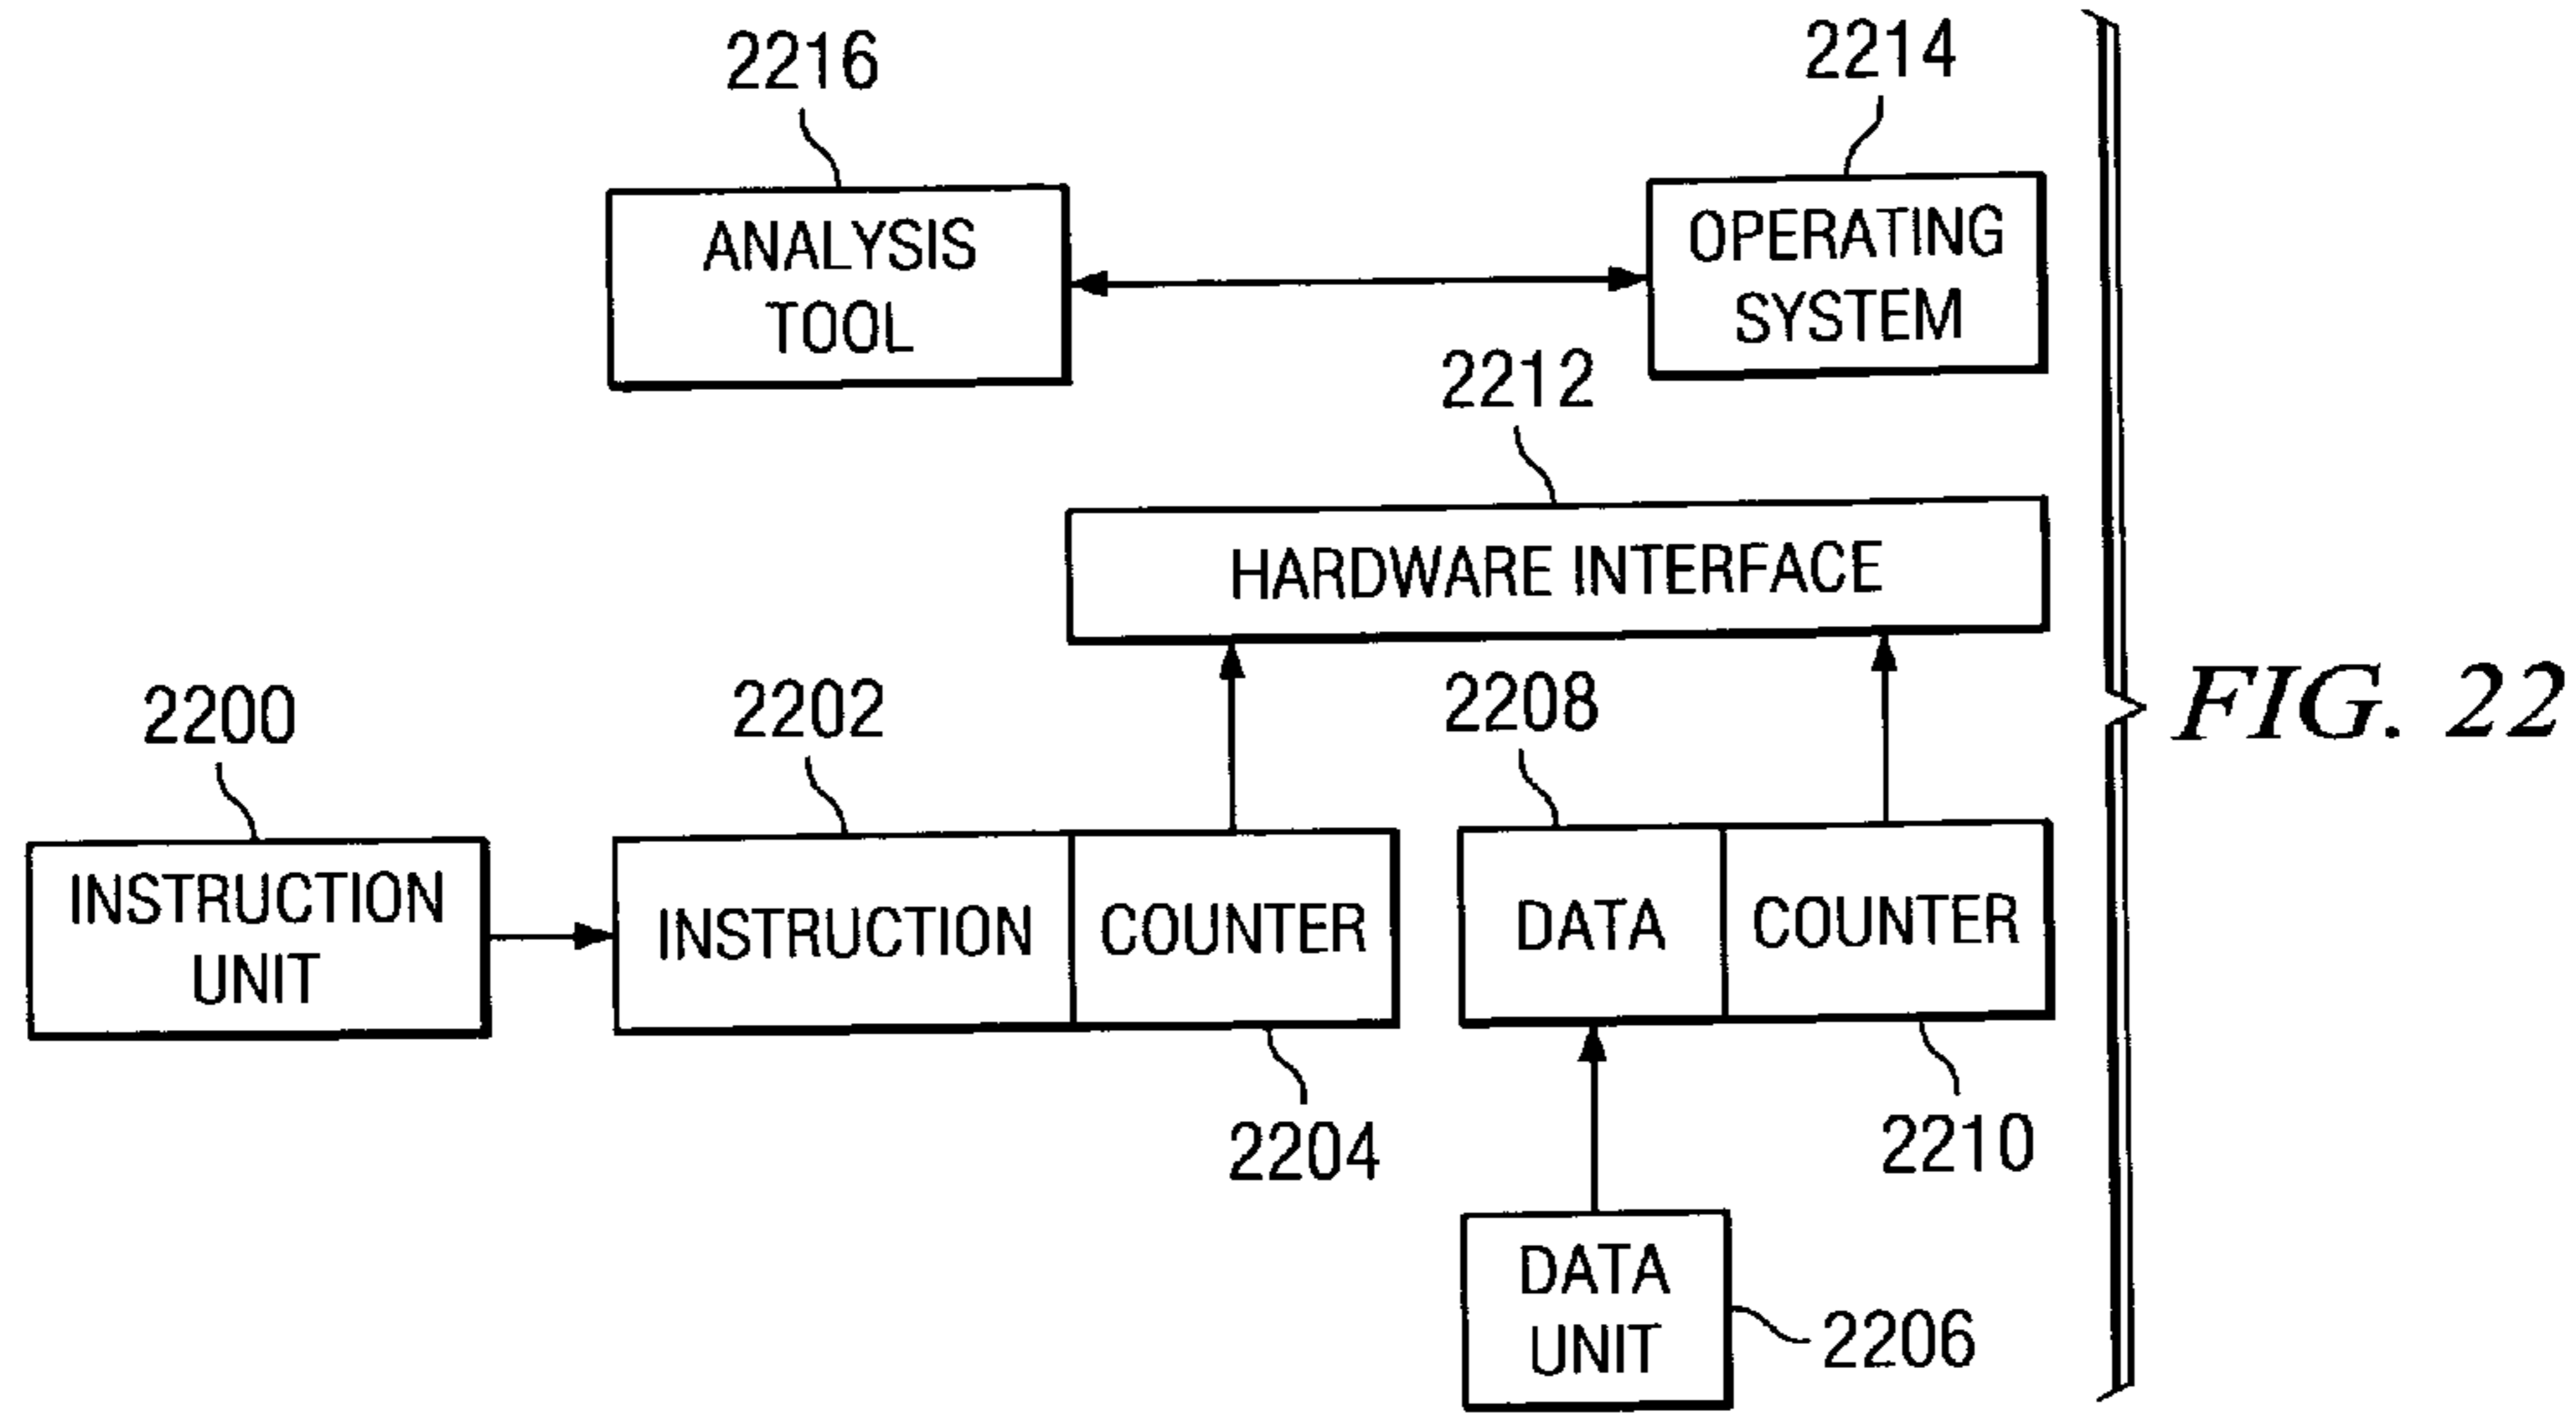 2216
2214
ANALYSIS
TOOL
OPERATING
SYSTEM
2212
HARDWARE INTERFACE
2200
2202
2208
FIG. 22
INSTRUCTION
UNIT
INSTRUCTION
COUNTER
DATA
COUNTER
2204
2210
DATA
UNIT
2206